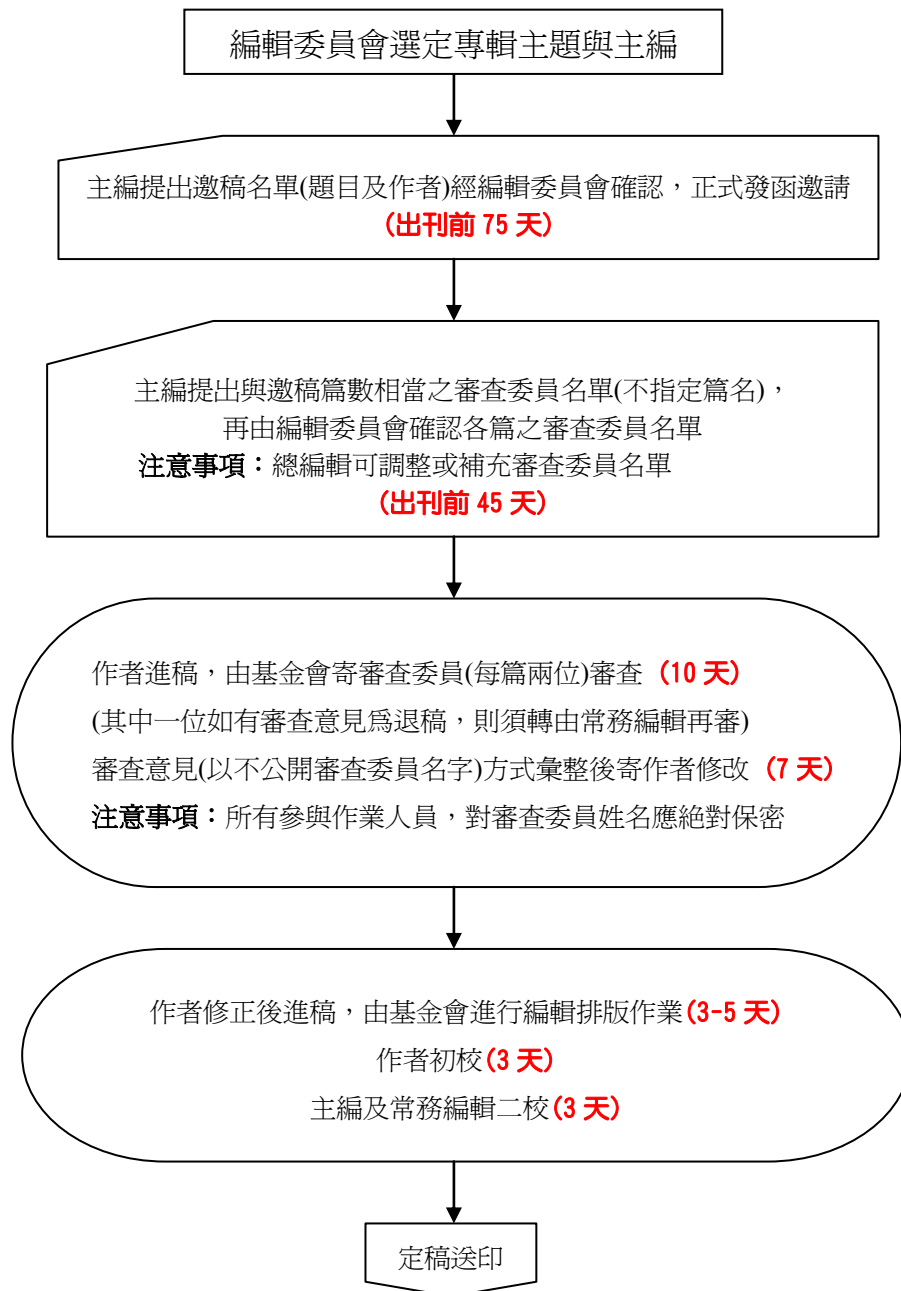 編輯委員會選定專輯主題與主編
主編提出邀稿名單(題目及作者)經編輯委員會確認，正式發函邀請
(出刊前 75 天)
主編提出與邀稿篇數相當之審查委員名單(不指定篇名)，
再由編輯委員會確認各篇之審查委員名單
注意事項：總編輯可調整或補充審查委員名單
(出刊前 45 天)
作者進稿，由基金會寄審查委員(每篇兩位)審查 (10 天)
(其中一位如有審查意見為退稿，則須轉由常務編輯再審)
審查意見(以不公開審查委員名字)方式彙整後寄作者修改 (7 天)
注意事項：所有參與作業人員，對審查委員姓名應絕對保密
作者修正後進稿，由基金會進行編輯排版作業(3-5 天)
作者初校(3 天)
主編及常務編輯二校(3 天)
定稿送印